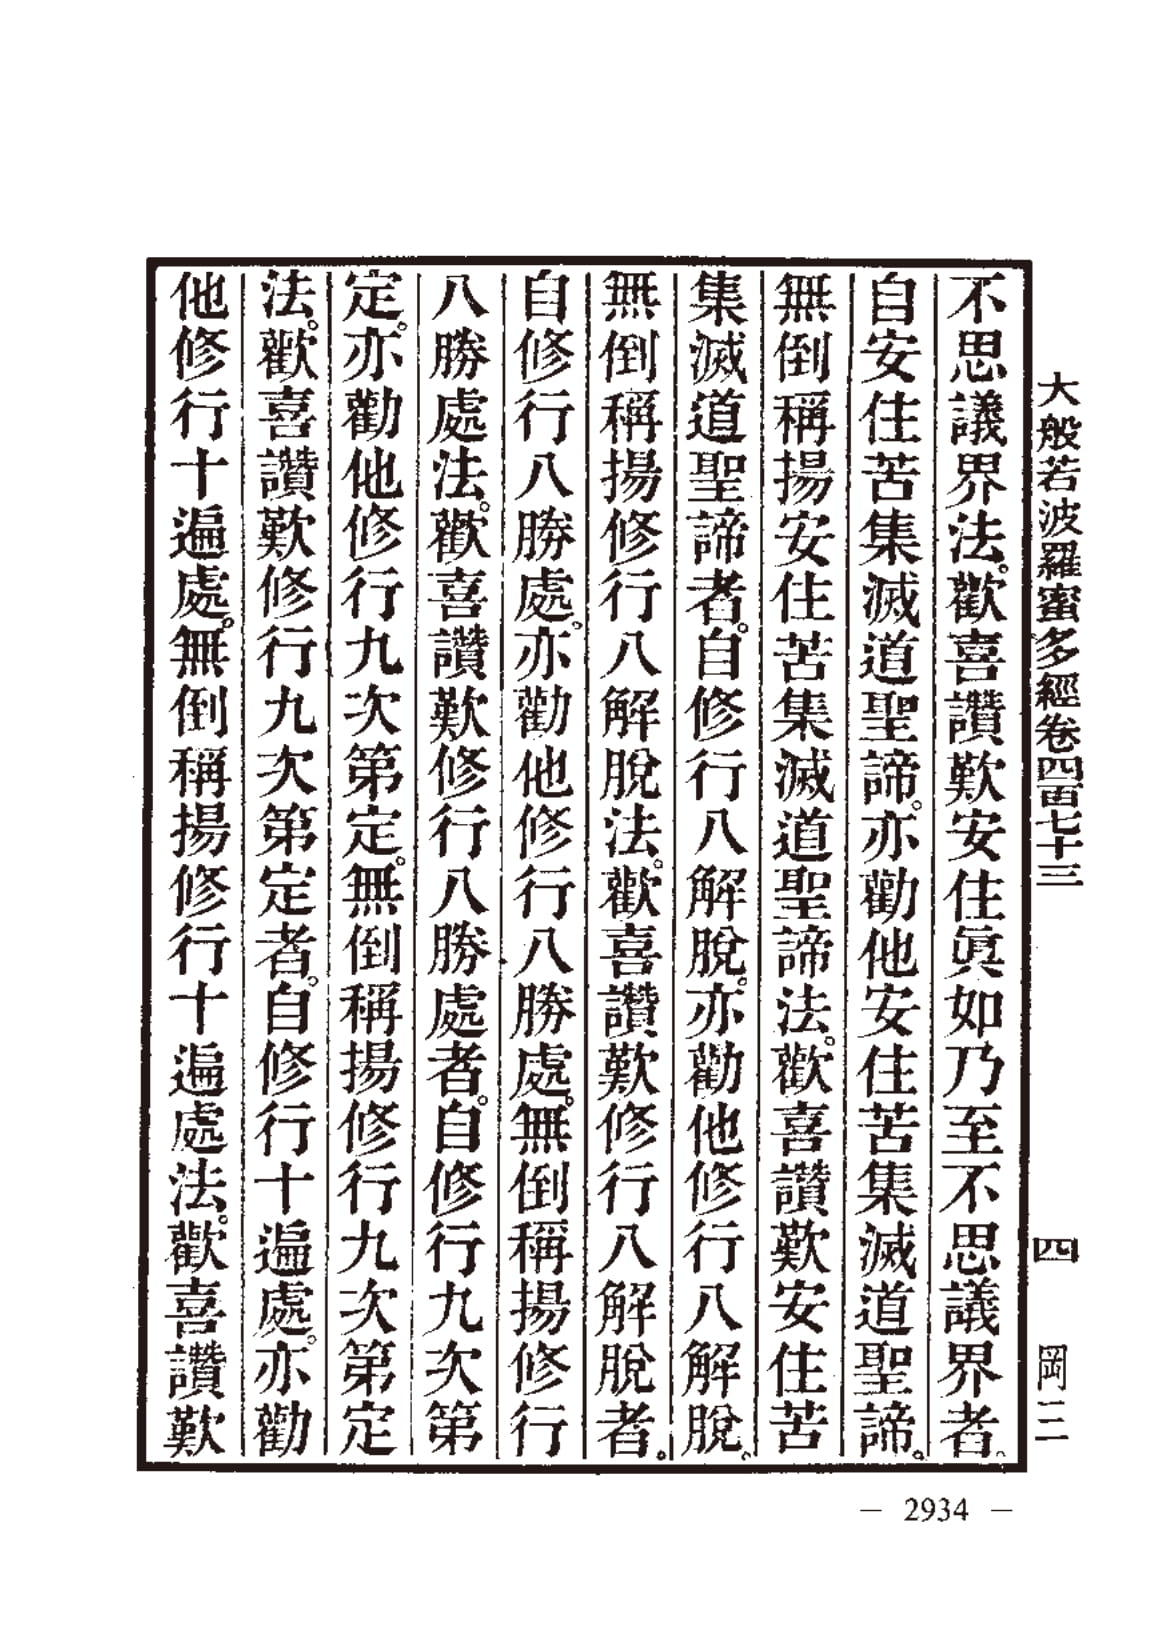 大般若波羅蜜多經卷四百七十三 四 岡三
不思議界法。歡喜讚歎安住眞如乃至不思議界者。
自安住苦集滅道聖諦。亦勸他安住苦集滅道聖諦。
無倒稱揚安住苦集滅道聖諦法。歡喜讚歎安住苦
集滅道聖諦者。自修行八解脫。亦勸他修行八解脫。
無倒稱揚修行八解脫法。歡喜讚歎修行八解脫者。
自修行八勝處。亦勸他修行八勝處。無倒稱揚修行
八勝處法。歡喜讚歎修行八勝處者。自修行九次第
定。亦勸他修行九次第定。無倒稱揚修行九次第定
法。歡喜讚歎修行九次第定者。自修行十遍處。亦勸
他修行十遍處。無倒稱揚修行十遍處法。歡喜讚歎
— 2934 —